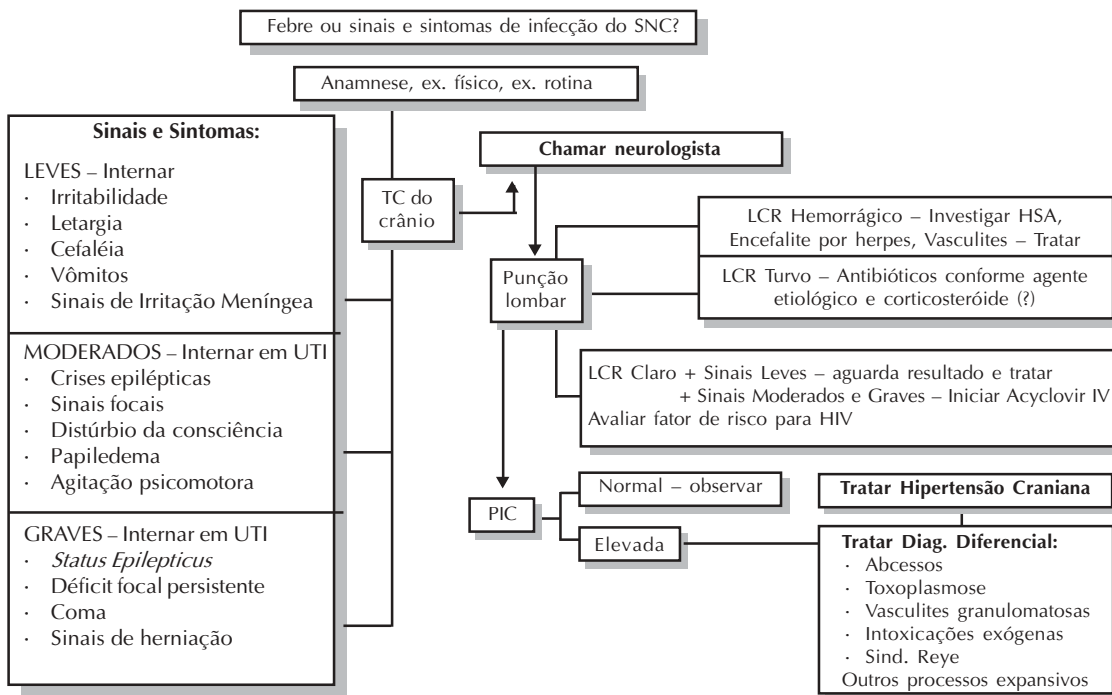 Febre ou sinais e sintomas de infecção do SNC?
Anamnese, ex. físico, ex. rotina
Sinais e Sintomas:
LEVES – Internar
· Irritabilidade
· Letargia
· Cefaléia
· Vômitos
· Sinais de Irritação Meníngea
MODERADOS – Internar em UTI
· Crises epilépticas
· Sinais focais
· Distúrbio da consciência
· Papiledema
· Agitação psicomotora
GRAVES – Internar em UTI
· Status Epilepticus
· Déficit focal persistente
· Coma
· Sinais de herniação
TC do
crânio
Chamar neurologista
Punção
lombar
LCR Hemorrágico – Investigar HSA,
Encefalite por herpes, Vasculites – Tratar
LCR Turvo – Antibióticos conforme agente
etiológico e corticosteróide (?)
LCR Claro + Sinais Leves – aguarda resultado e tratar
+ Sinais Moderados e Graves – Iniciar Acyclovir IV
Avaliar fator de risco para HIV
PIC
Normal – observar
Elevada
Tratar Hipertensão Craniana
Tratar Diag. Diferencial:
· Abcessos
· Toxoplasmose
· Vasculites granulomatosas
· Intoxicações exógenas
· Sind. Reye
Outros processos expansivos